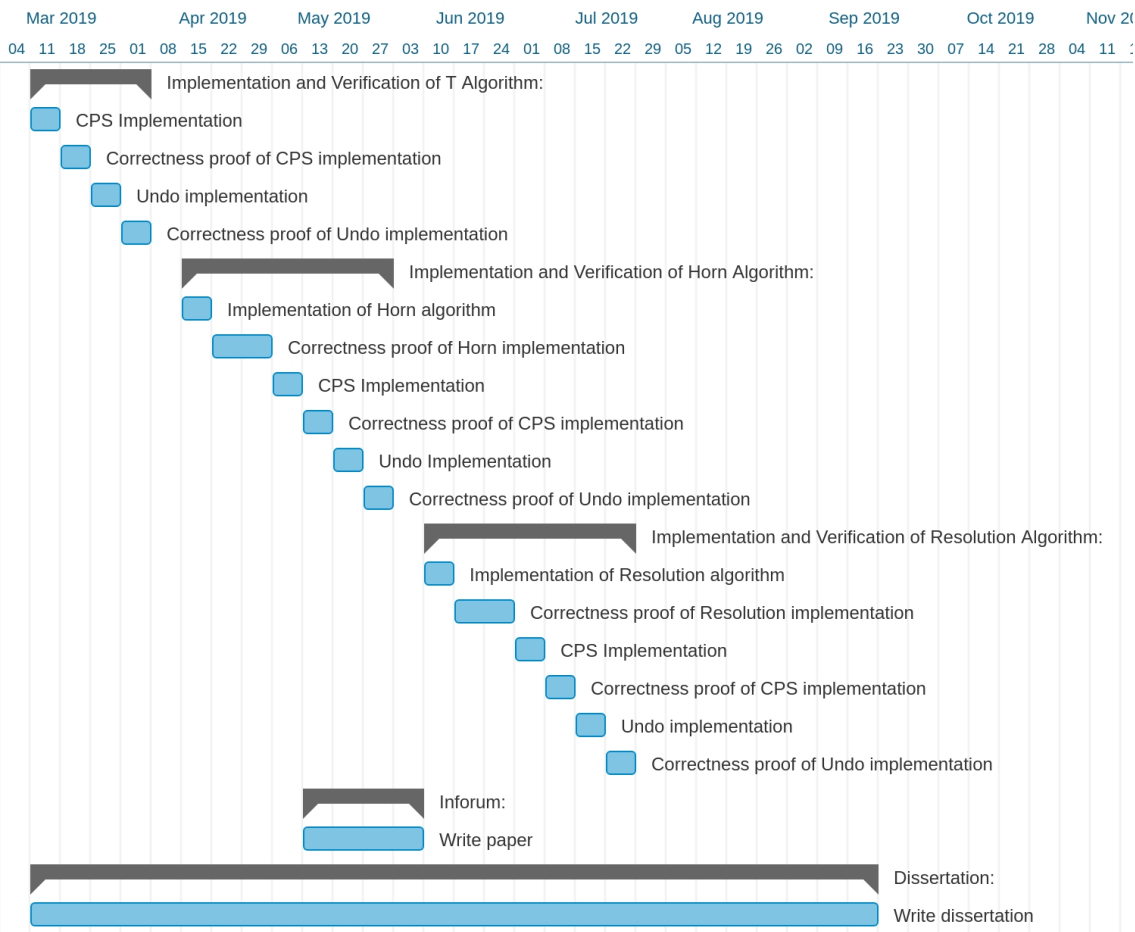 Mar 2019 Apr 2019 May 2019 Jun 2019 Jul 2019 Aug 2019 Sep 2019 Oct 2019 Nov
04 11 18 25 01 08 15 22 29 06 13 20 27 03 10 17 24 01 08 15 22 29 05 12 19 26 02 09 16 23 30 07 14 21 28 04 11
Implementation and Verification of T Algorithm:
CPS Implementation
Correctness proof of CPS implementation
Undo implementation
Correctness proof of Undo implementation
Implementation and Verification of Horn Algorithm:
Implementation of Horn algorithm
Correctness proof of Horn implementation
CPS Implementation
Correctness proof of CPS implementation
Undo Implementation
Correctness proof of Undo implementation
Implementation and Verification of Resolution Algorithm:
Implementation of Resolution algorithm
Correctness proof of Resolution implementation
CPS Implementation
Correctness proof of CPS implementation
Undo implementation
Correctness proof of Undo implementation
Inforum:
Write paper
Dissertation:
Write dissertation